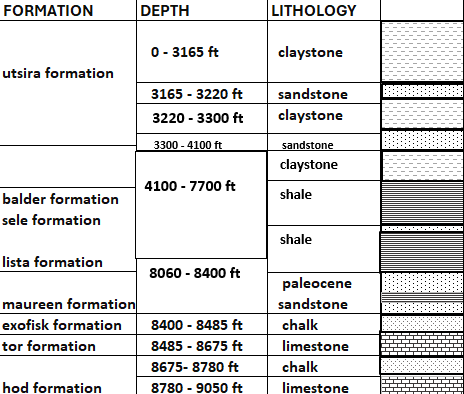 FORMATION DEPTH LITHOLOGY
0 - 3165 ft claystone
utsira formation
3165 - 3220 ft sandstone
3220 - 3300 ft claystone
3300 - 4100 ft sandstone
claystone
4100 - 7700 ft
balder formation shale
sele formation
shale
lista formation
8060 - 8400 ft
paleocene
maureen formation sandstone
exofisk formation 8400 - 8485 ft chalk
tor formation 8485 - 8675 ft limestone
8675- 8780 ft chalk
hod formation 8780 - 9050 ft limestone